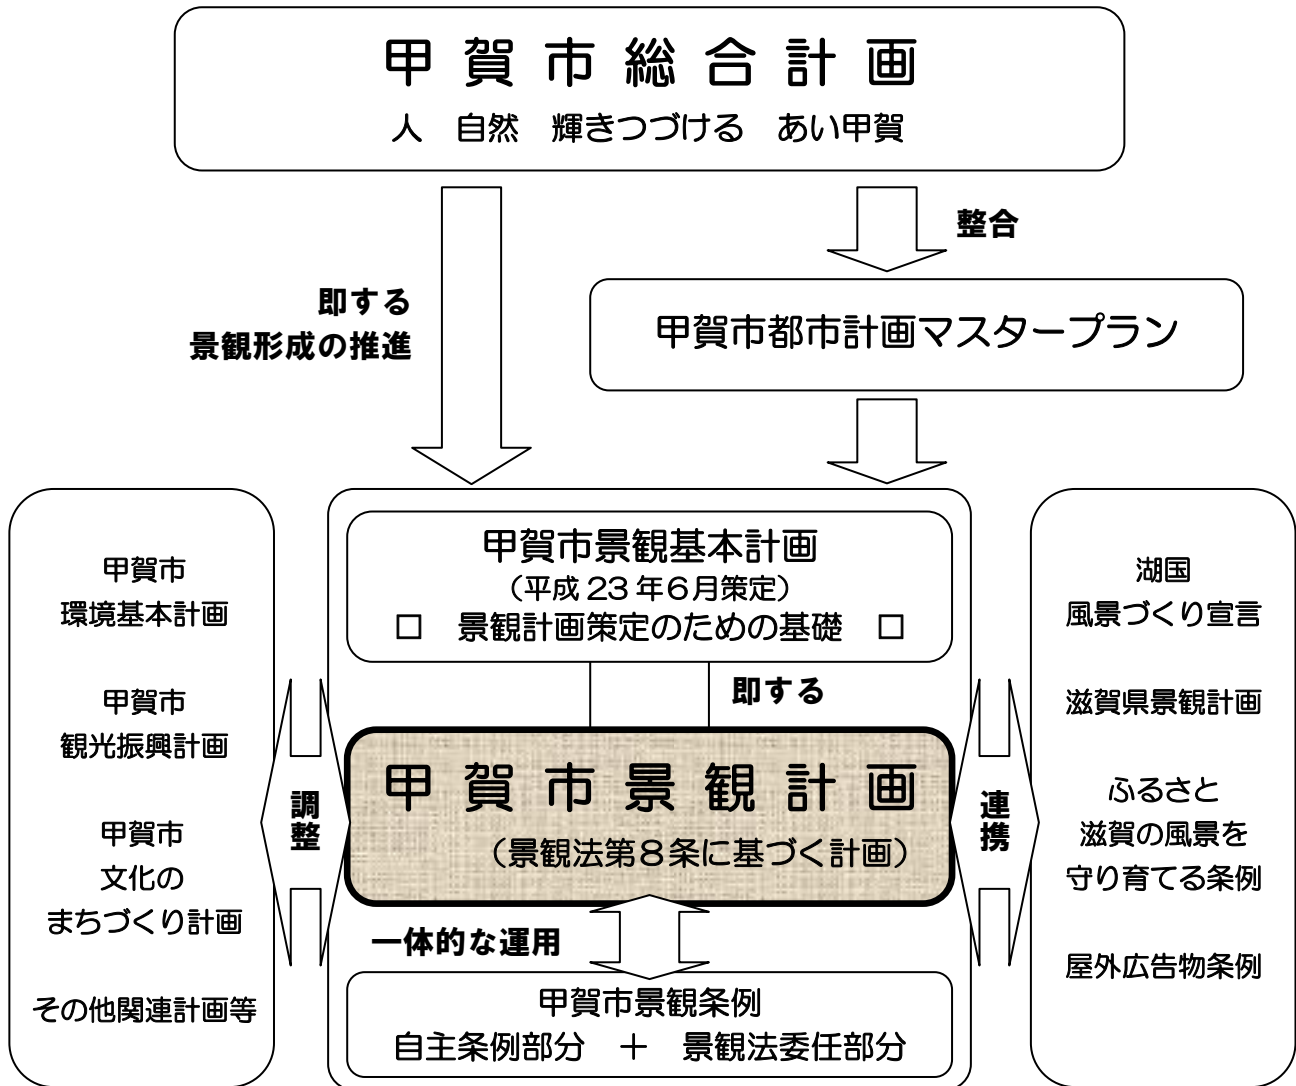 甲賀市総合計画
人 自然 輝きつづける あい甲賀
整合
即する
景観形成の推進
甲賀市都市計画マスタープラン
甲賀市
環境基本計画
甲賀市
観光振興計画
甲賀市
文化の
まちづくり計画
その他関連計画等
調整
甲賀市景観基本計画
（平成23年6月策定）
□ 景観計画策定のための基礎 □
即する
甲賀市景観計画
（景観法第8条に基づく計画）
一体的な運用
甲賀市景観条例
自主条例部分 ＋ 景観法委任部分
連携
湖国
風景づくり宣言
滋賀県景観計画
ふるさと
滋賀の風景を
守り育てる条例
屋外広告物条例